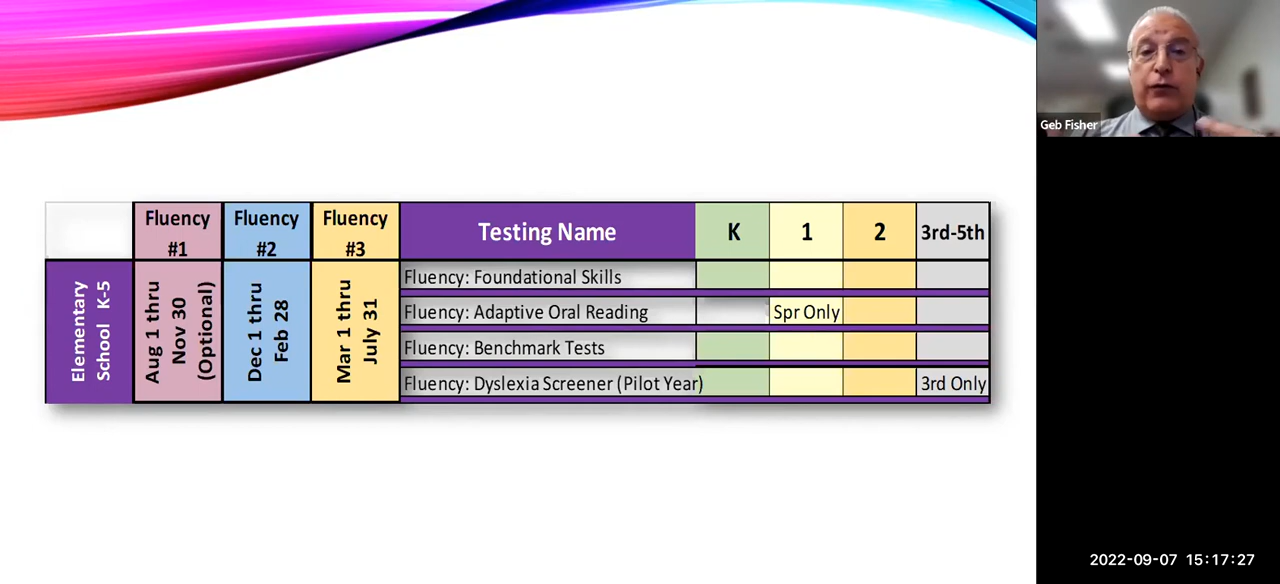 Fluency #1
Fluency #2
Fluency #3
Testing Name
K
1
2
3rd-5th
Elementary School K-5
Aug 1 thru Nov 30 (Optional)
Dec 1 thru Feb 28
Mar 1 thru July 31
Fluency: Foundational Skills
Fluency: Adaptive Oral Reading
Spr Only
Fluency: Benchmark Tests
Fluency: Dyslexia Screener (Pilot Year)
3rd Only
Geb Fisher
2022-09-07 15:17:27